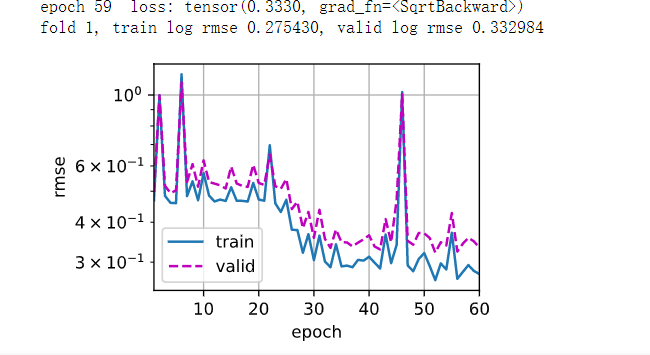 epoch 59  loss: tensor(0.3330, grad_fn=<SqrtBackward>)
fold 1, train log rmse 0.275430, valid log rmse 0.332984
10⁰
6 × 10⁻¹
4 × 10⁻¹
3 × 10⁻¹
rmse
train
valid
10 20 30 40 50 60
epoch